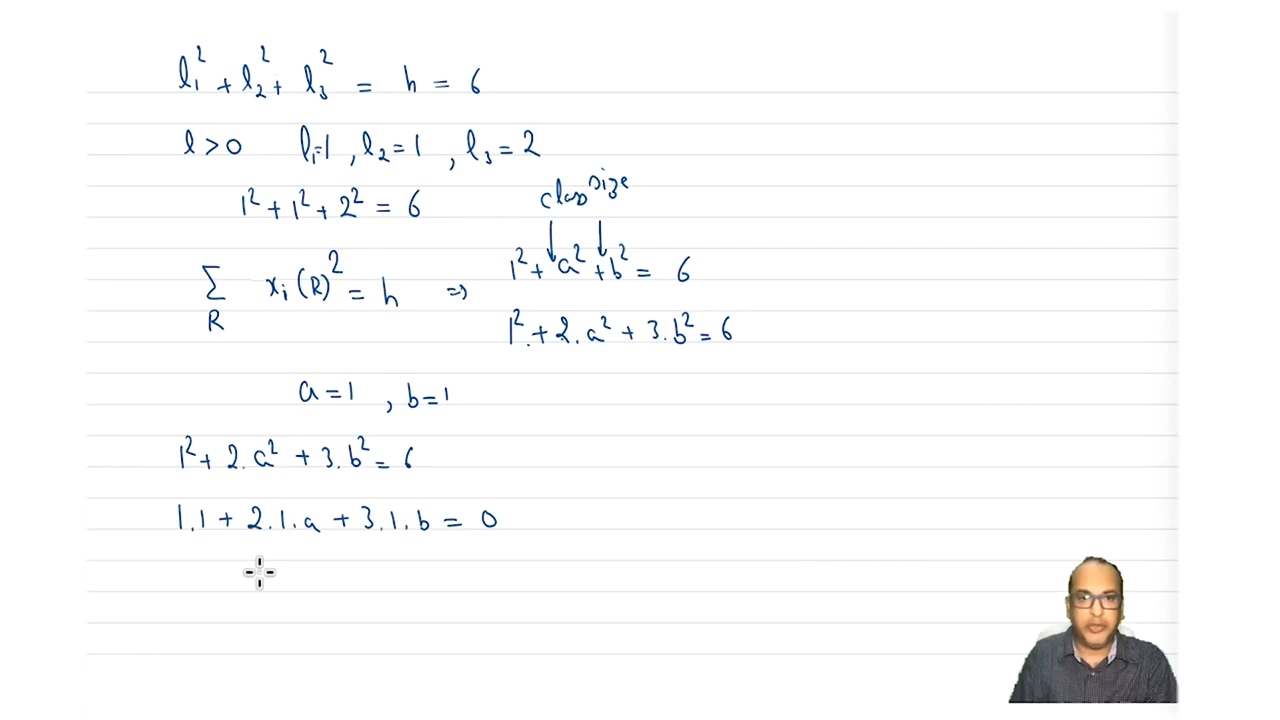 l₁² + l₂² + l₃² = h = 6
l > 0 l₁=1 , l₂=1 , l₃=2
1² + 1² + 2² = 6
class size
∑ xᵢ(R)² = h ⇒ 1² + a² + b² = 6
R
1² + 2.a² + 3.b² = 6
a=1 , b=1
1² + 2.a² + 3.b² = 6
1.1 + 2.1.a + 3.1.b = 0